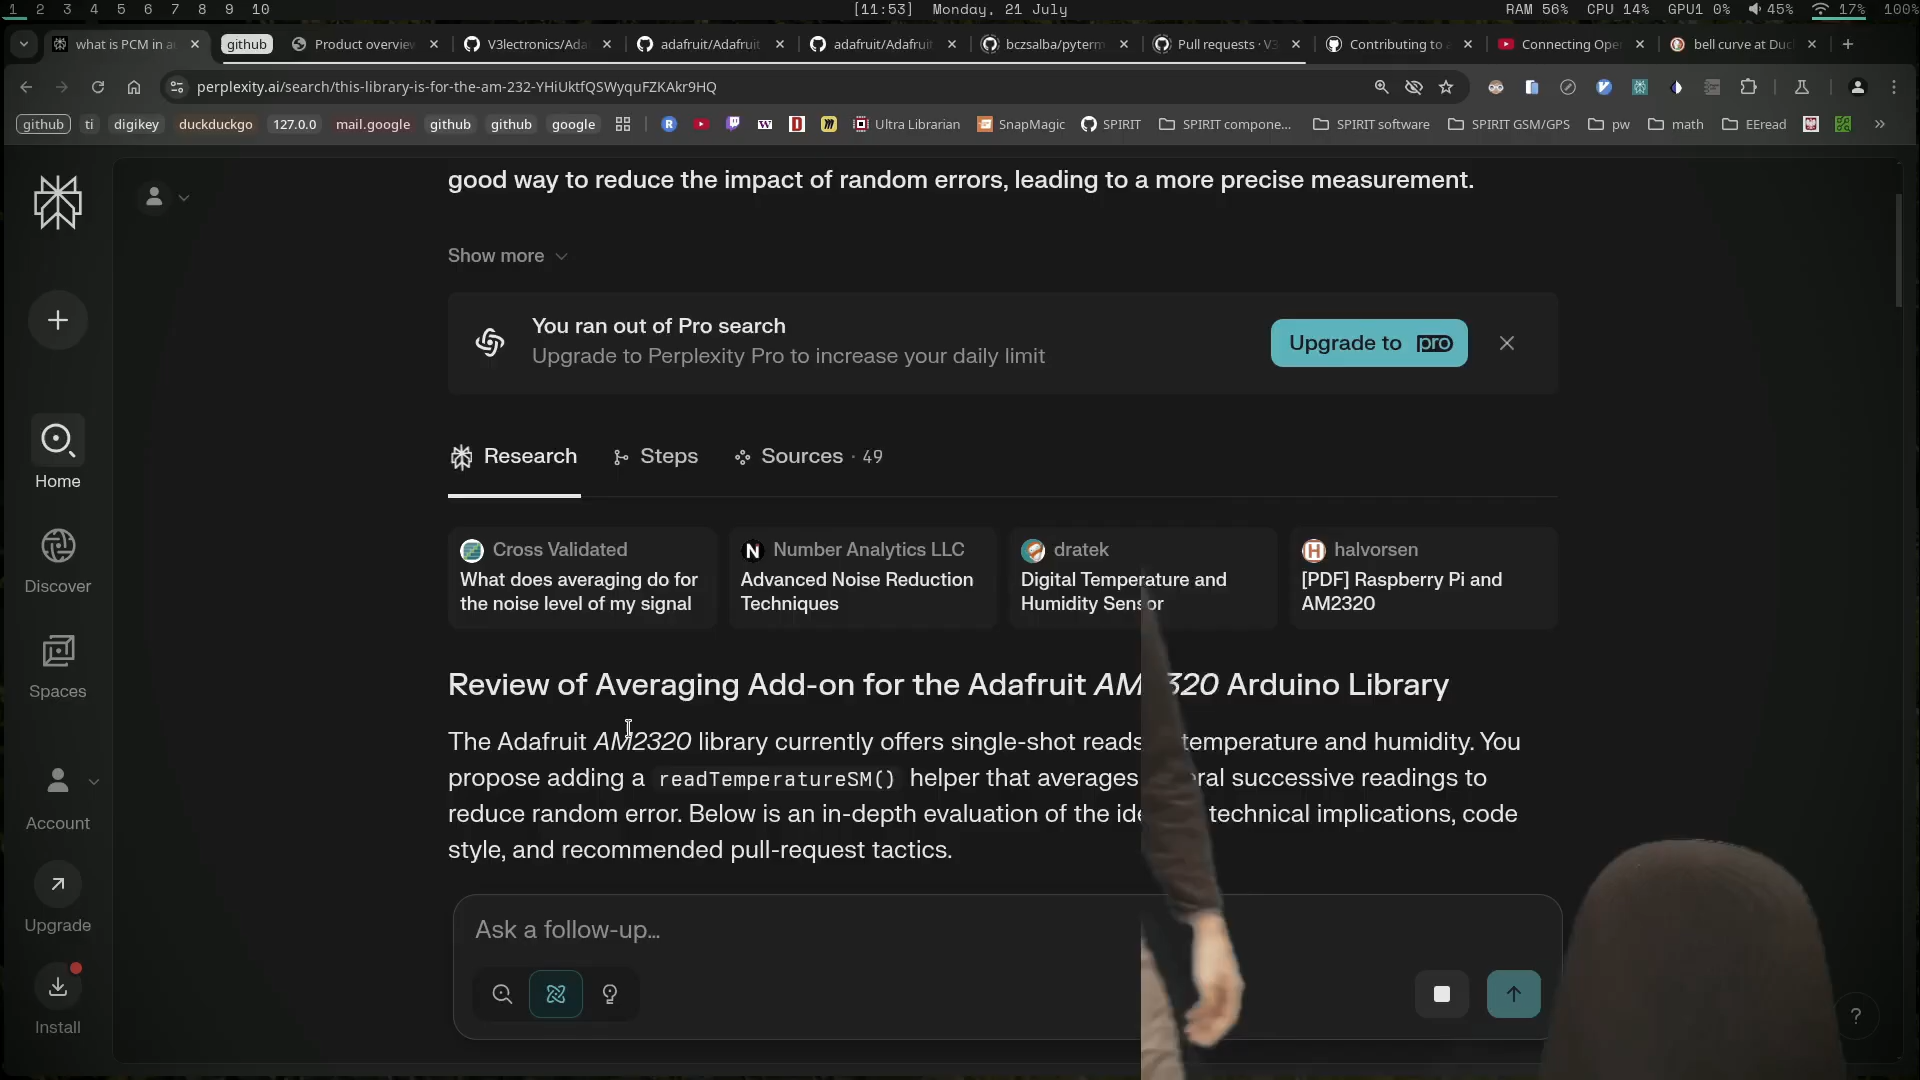 1 2 3 4 5 6 7 8 9 10
[11:53] Monday, 21 July
RAM 56% CPU 14% GPU1 0% 45% 17% 100%
what is PCM in a
github
Product overvie
V3lectronics/Ada
adafruit/Adafruit
adafruit/Adafruit
bczsalba/pyterm
Pull requests · V3
Contributing to a
Connecting Ope
bell curve at Duc
perplexity.ai/search/this-library-is-for-the-am-232-YHiUktfQSWyquFZKAkr9HQ
github ti digikey duckduckgo 127.0.0 mail.google github github google
Ultra Librarian SnapMagic SPIRIT SPIRIT compone... SPIRIT software SPIRIT GSM/GPS pw math EEread
good way to reduce the impact of random errors, leading to a more precise measurement.
Show more
You ran out of Pro search
Upgrade to Perplexity Pro to increase your daily limit
Upgrade to pro
Research Steps Sources · 49
Cross Validated
What does averaging do for
the noise level of my signal
Number Analytics LLC
Advanced Noise Reduction
Techniques
dratek
Digital Temperature and
Humidity Sensor
halvorsen
[PDF] Raspberry Pi and
AM2320
Review of Averaging Add-on for the Adafruit AM2320 Arduino Library
The Adafruit AM2320 library currently offers single-shot reads temperature and humidity. You
propose adding a readTemperatureSM() helper that averages several successive readings to
reduce random error. Below is an in-depth evaluation of the idea technical implications, code
style, and recommended pull-request tactics.
Ask a follow-up...
Home
Discover
Spaces
Account
Upgrade
Install
?